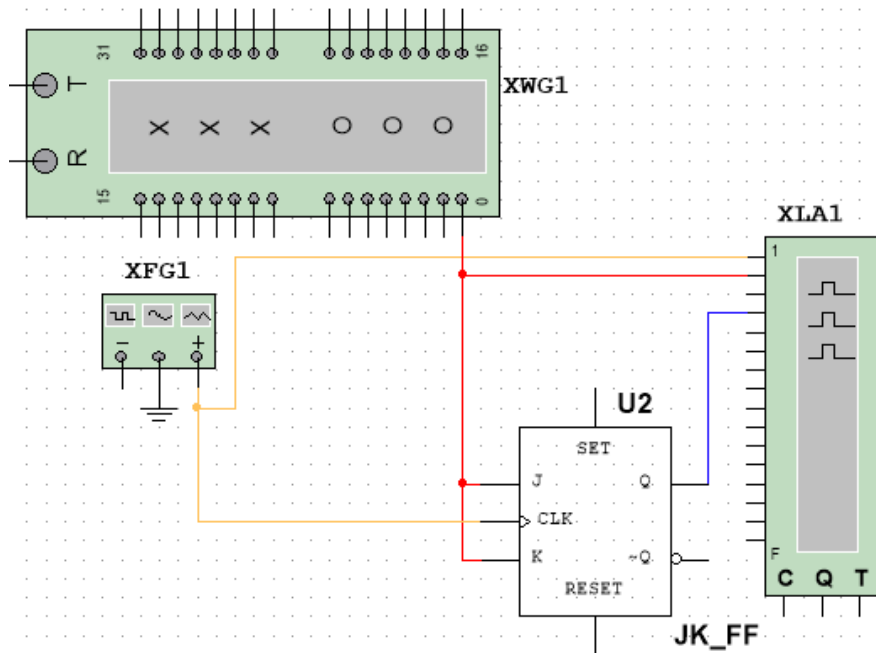 31
16
XWG1
T
X X X O O O
R
15
0
XLA1
XFG1
1
− +
U2
SET
J Q
CLK
K ~Q
F
RESET
C Q T
JK_FF